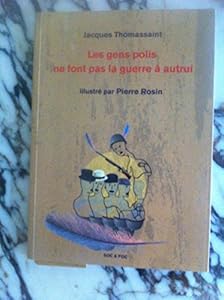 Jacques Thomassaint
Les gens polis
ne font pas la guerre à autrui
illustré par Pierre Rosin
SOC & FOC